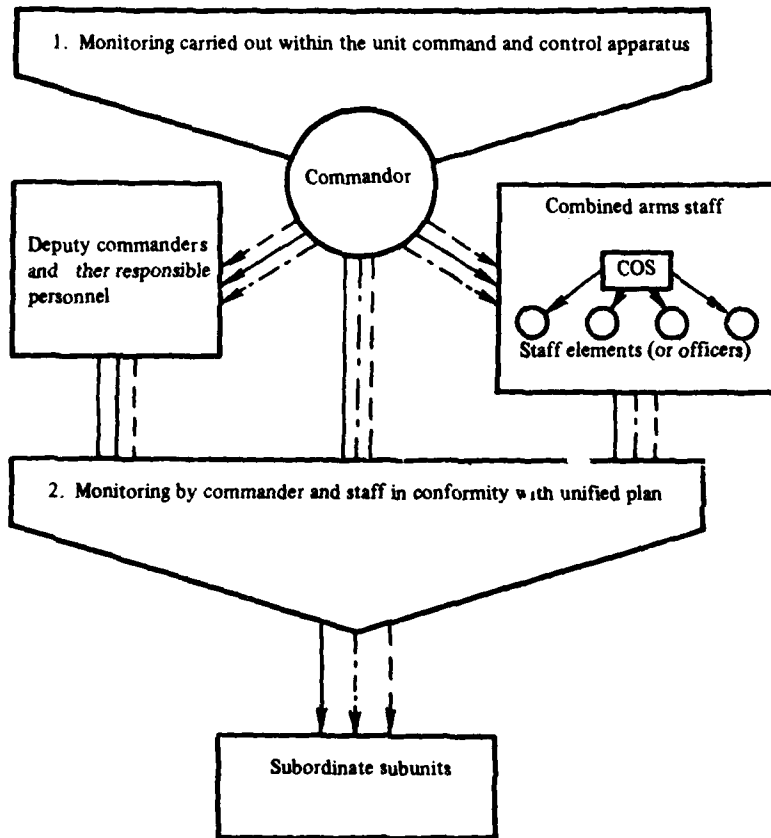 1. Monitoring carried out within the unit command and control apparatus
Commandor
Deputy commanders
and ther responsible
personnel
Combined arms staff
COS
Staff elements (or officers)
2. Monitoring by commander and staff in conformity with unified plan
Subordinate subunits